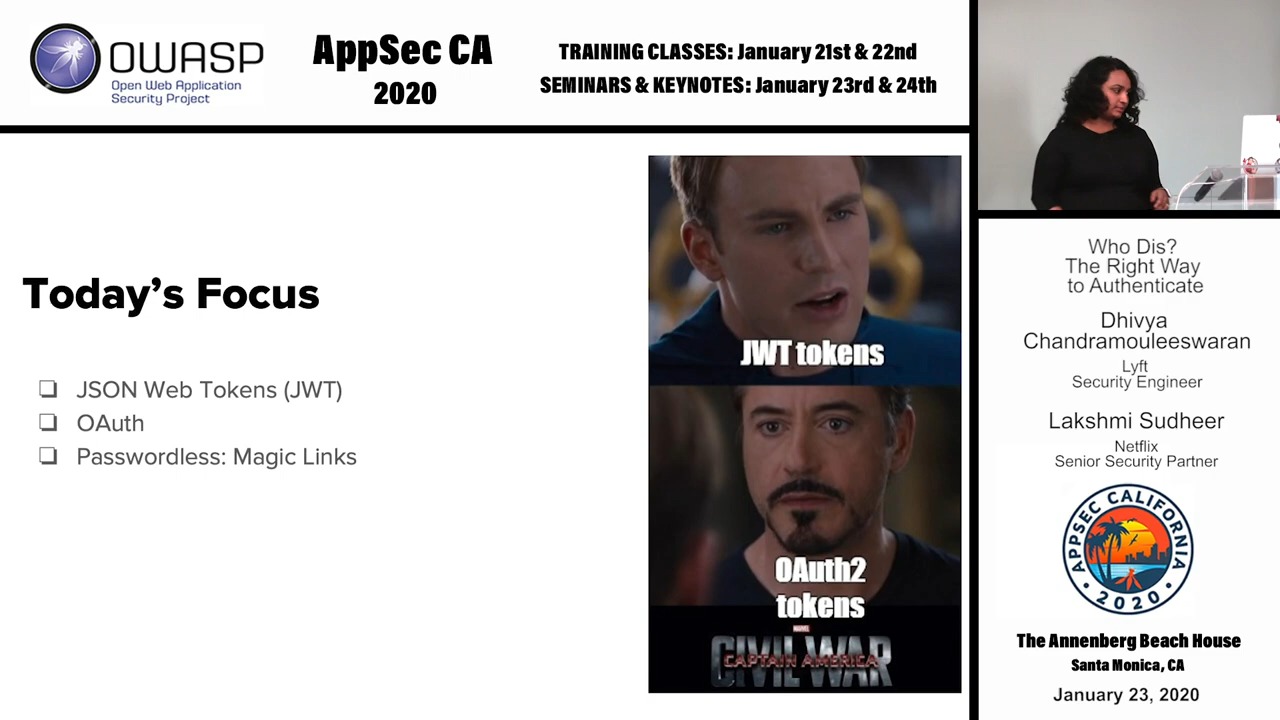 OWASP
Open Web Application
Security Project
AppSec CA
2020
TRAINING CLASSES: January 21st & 22nd
SEMINARS & KEYNOTES: January 23rd & 24th
Today's Focus
❏ JSON Web Tokens (JWT)
❏ OAuth
❏ Passwordless: Magic Links
JWT tokens
OAuth2
tokens
MARVEL
CIVIL WAR
CAPTAIN AMERICA
Who Dis?
The Right Way
to Authenticate
Dhivya
Chandramouleeswaran
Lyft
Security Engineer
Lakshmi Sudheer
Netflix
Senior Security Partner
APPSEC CALIFORNIA
• 2020 •
The Annenberg Beach House
Santa Monica, CA
January 23, 2020